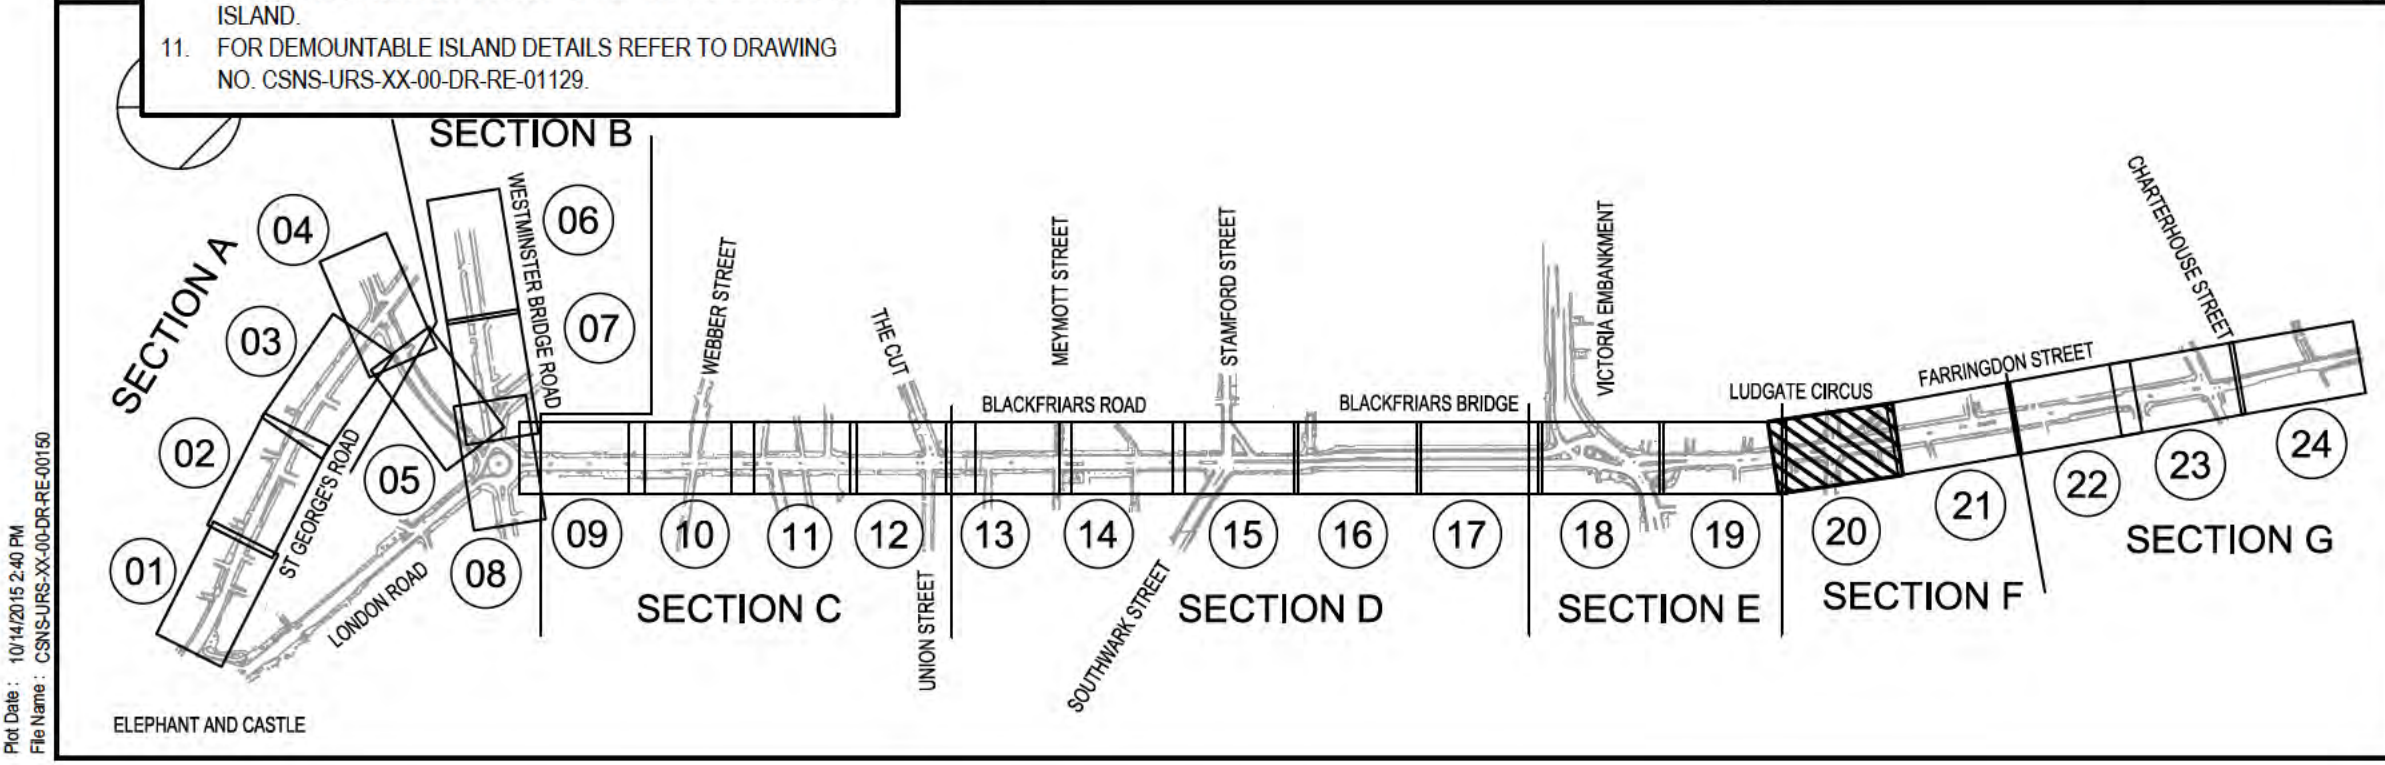 ISLAND.
11. FOR DEMOUNTABLE ISLAND DETAILS REFER TO DRAWING
NO. CSNS-URS-XX-00-DR-RE-01129.
SECTION A
SECTION B
01
02
03
04
05
06
07
08
ST GEORGE'S ROAD
LONDON ROAD
WESTMINSTER BRIDGE ROAD
ELEPHANT AND CASTLE
WEBBER STREET
THE CUT
UNION STREET
09
10
11
12
SECTION C
BLACKFRIARS ROAD
MEYMOTT STREET
STAMFORD STREET
SOUTHWARK STREET
BLACKFRIARS BRIDGE
13
14
15
16
17
SECTION D
VICTORIA EMBANKMENT
18
19
SECTION E
LUDGATE CIRCUS
FARRINGDON STREET
20
21
SECTION F
CHARTERHOUSE STREET
22
23
24
SECTION G
Plot Date : 10/14/2015 2:40 PM
File Name : CSNS-URS-XX-00-DR-RE-00150